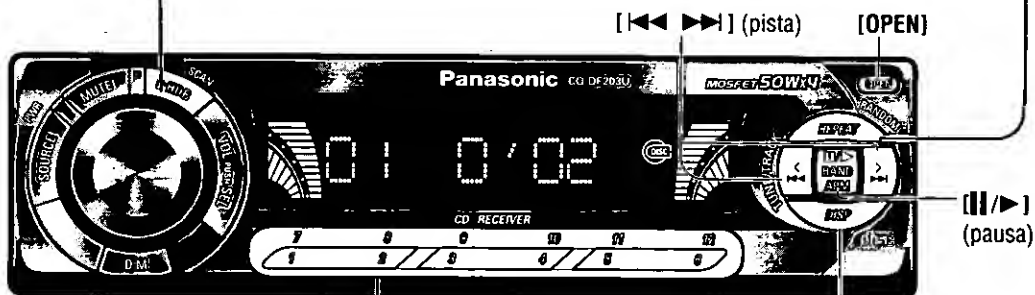 [|◀◀ ▶▶|] (pista)
[OPEN]
Panasonic CQ-DF203U
MOSFET 50W×4
OPEN
PWR
MUTE
SCAN
SOURCE
VOL
PUSH SEL
RANDOM
REPEAT
TUNE/TRACK
BAND
APM
DISP
01 0'02
DISC
[II/▶]
(pausa)
CD RECEIVER
D·M
7 8 9 10 11 12
1 2 3 4 5 6